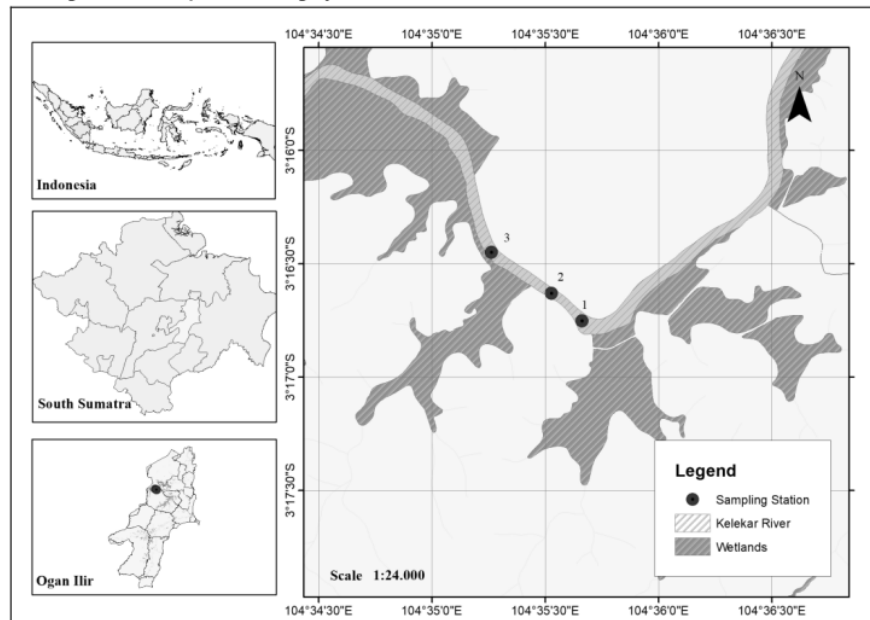 104°34'30"E 104°35'0"E 104°35'30"E 104°36'0"E 104°36'30"E
N
3°16'0"S
3°16'30"S
3°17'0"S
3°17'30"S
3
2
1
Indonesia
South Sumatra
Ogan Ilir
Legend
Sampling Station
Kelekar River
Wetlands
Scale 1:24.000
104°34'30"E 104°35'0"E 104°35'30"E 104°36'0"E 104°36'30"E